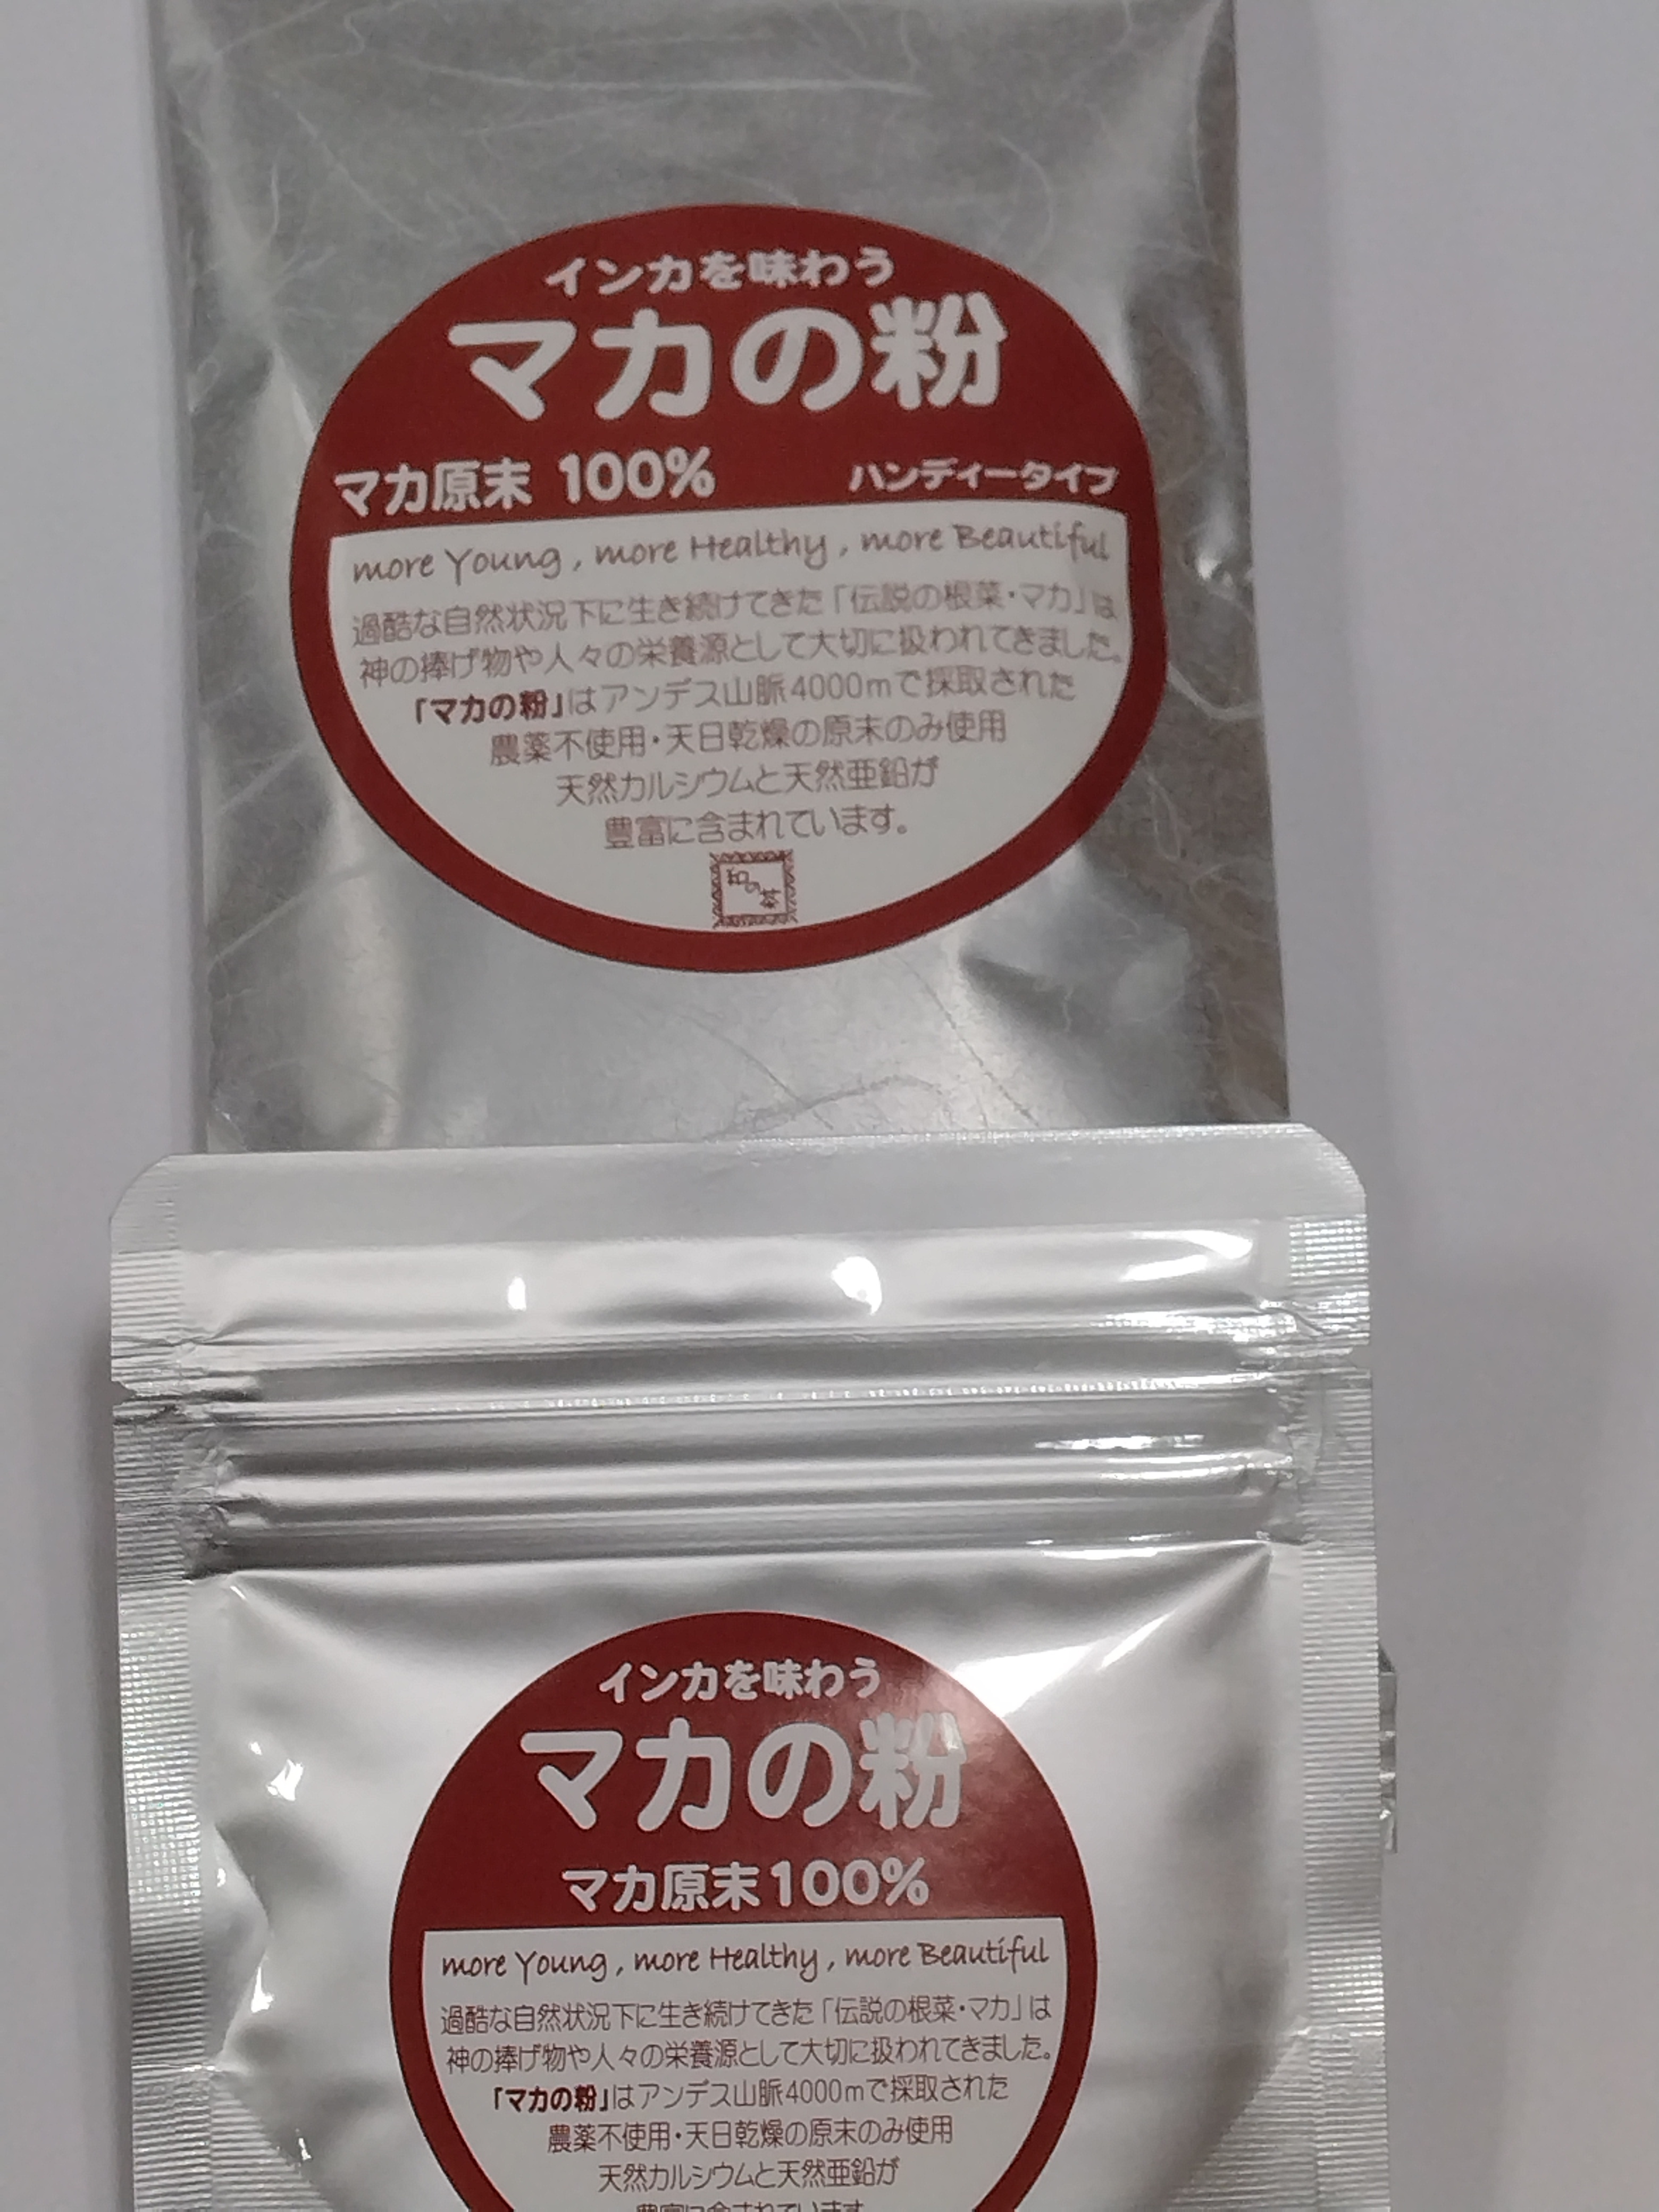 インカを味わう
マカの粉
マカ原末 100% ハンディータイプ
more Young , more Healthy , more Beautiful
過酷な自然状況下に生き続けてきた「伝説の根菜・マカ」は
神の捧げ物や人々の栄養源として大切に扱われてきました。
「マカの粉」はアンデス山脈4000mで採取された
農薬不使用・天日乾燥の原末のみ使用
天然カルシウムと天然亜鉛が
豊富に含まれています。
和の菜
インカを味わう
マカの粉
マカ原末100%
more Young , more Healthy , more Beautiful
過酷な自然状況下に生き続けてきた「伝説の根菜・マカ」は
神の捧げ物や人々の栄養源として大切に扱われてきました。
「マカの粉」はアンデス山脈4000mで採取された
農薬不使用・天日乾燥の原末のみ使用
天然カルシウムと天然亜鉛が
豊富に含まれています